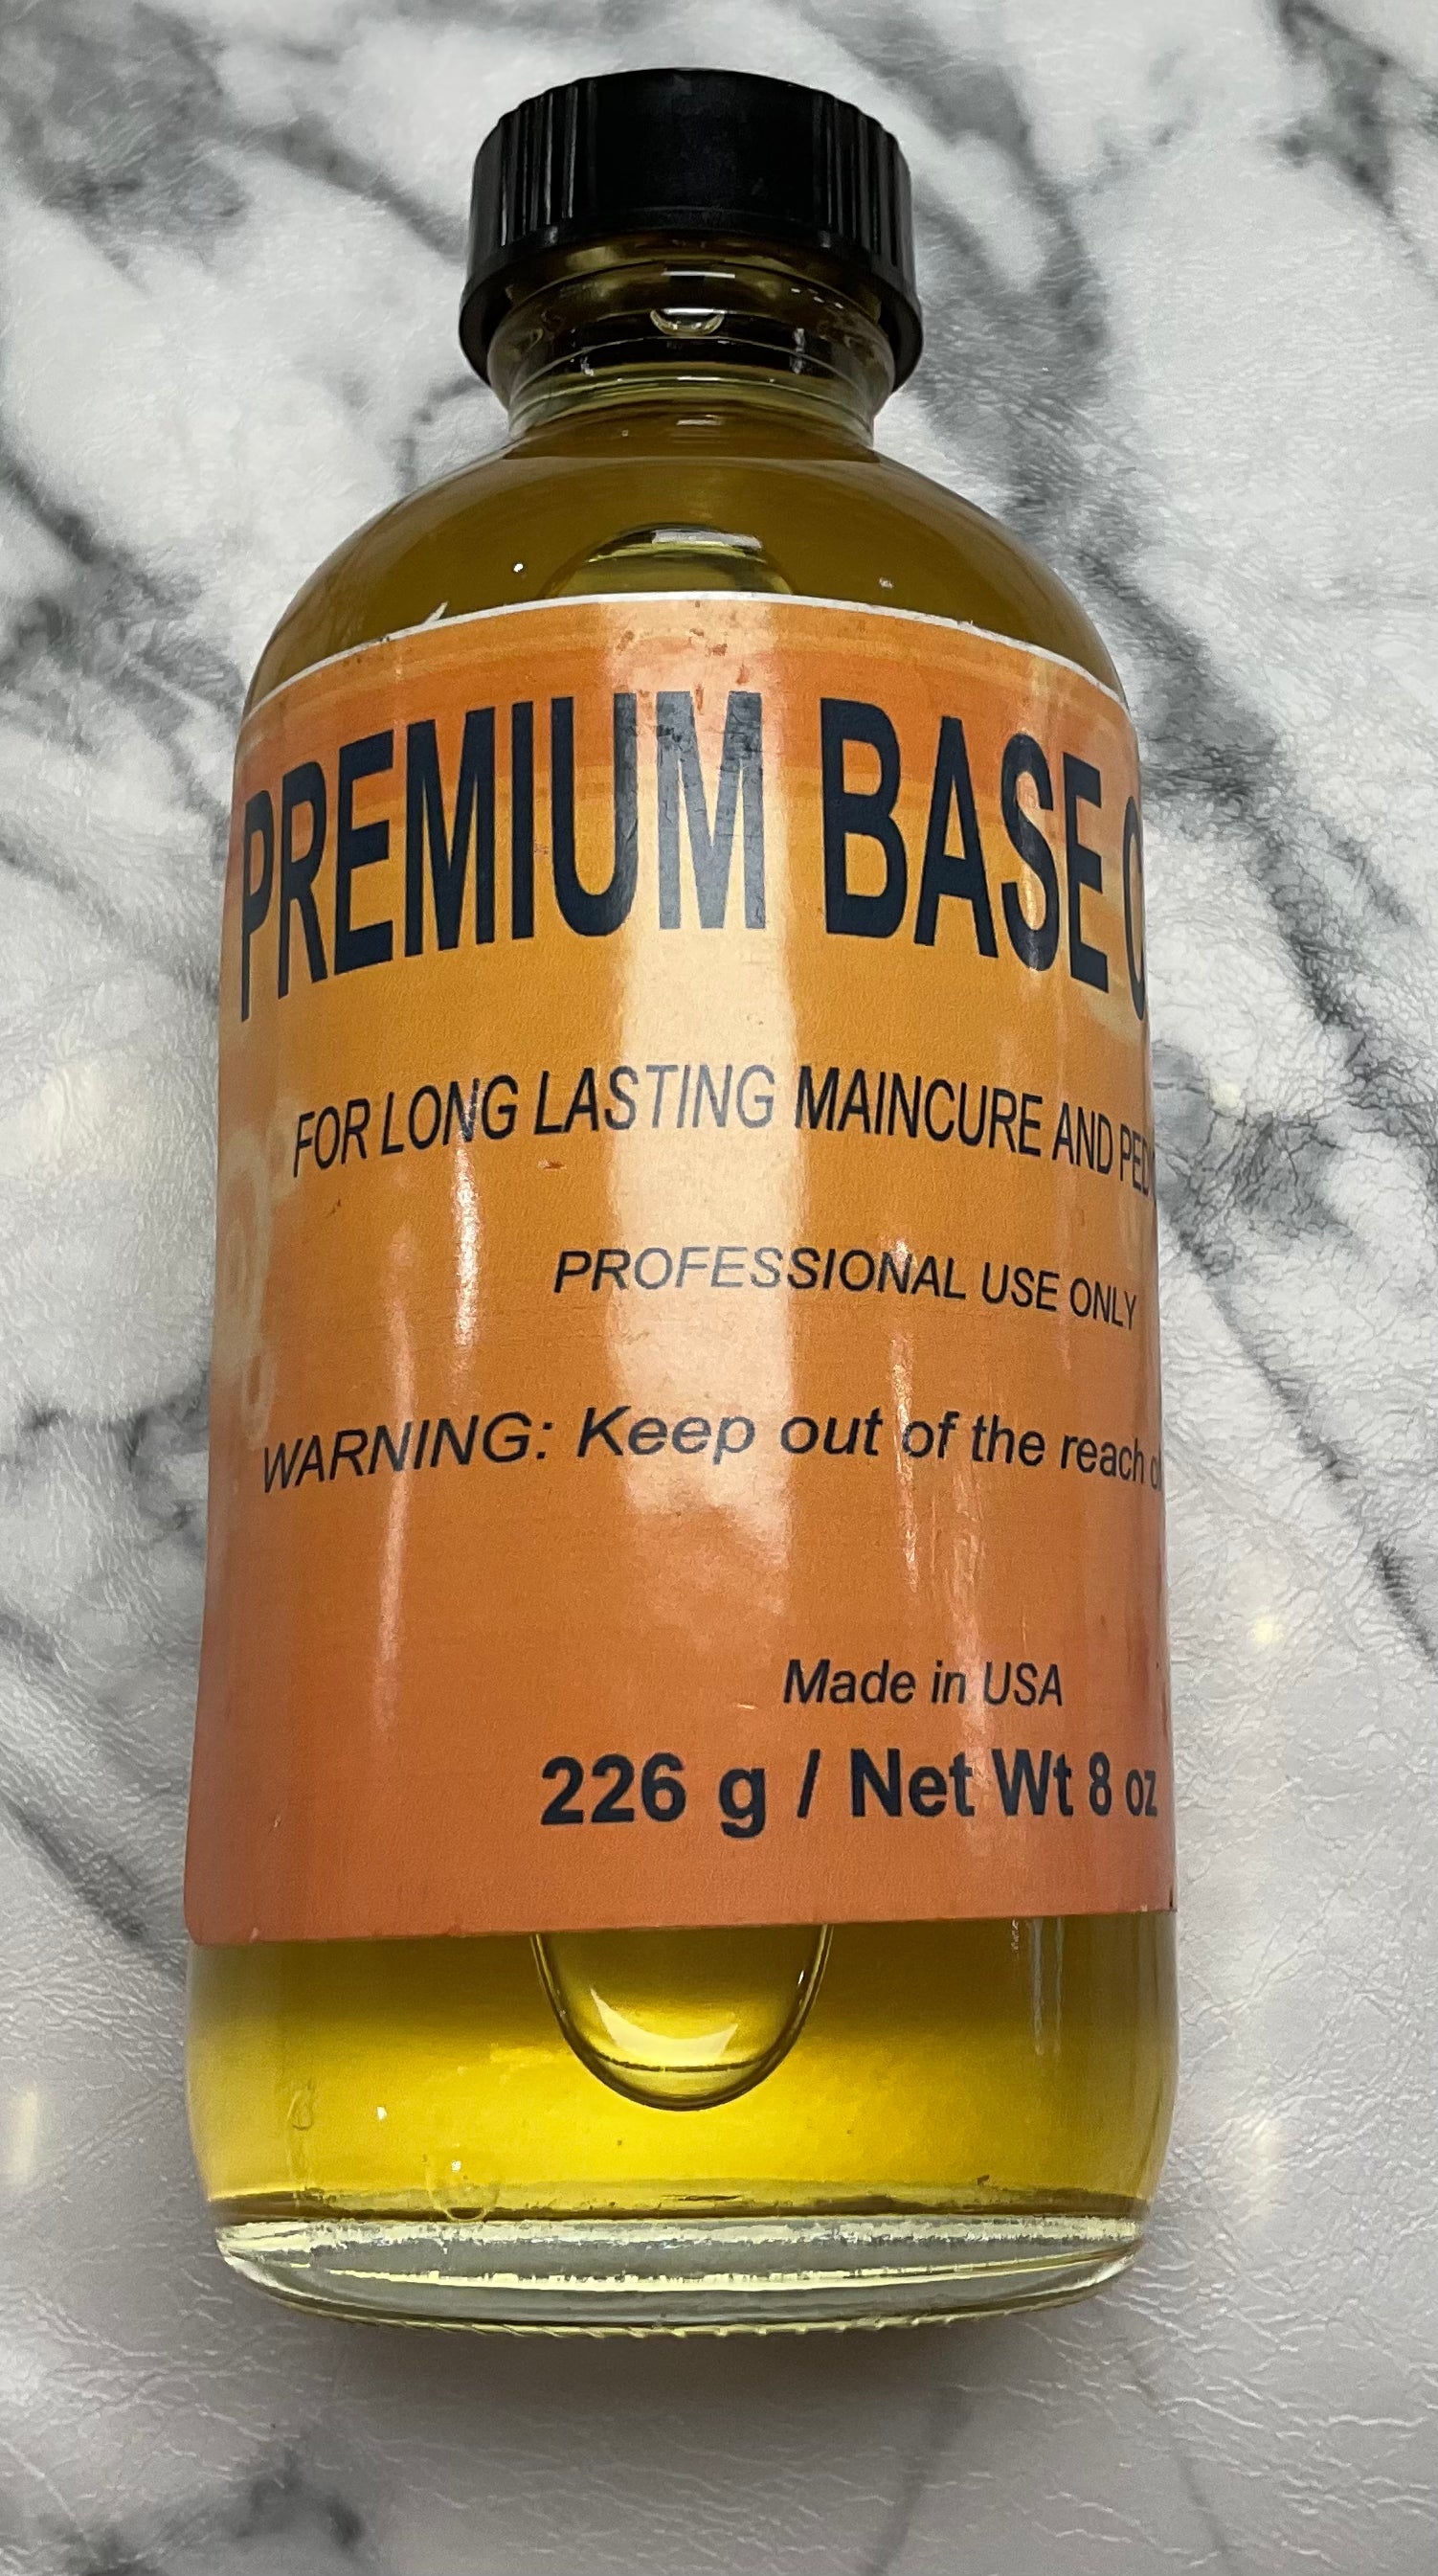 PREMIUM BASE
FOR LONG LASTING MAINCURE AND
PROFESSIONAL USE ONLY
WARNING: Keep out of the reach
Made in USA
226 g / Net Wt 8 oz